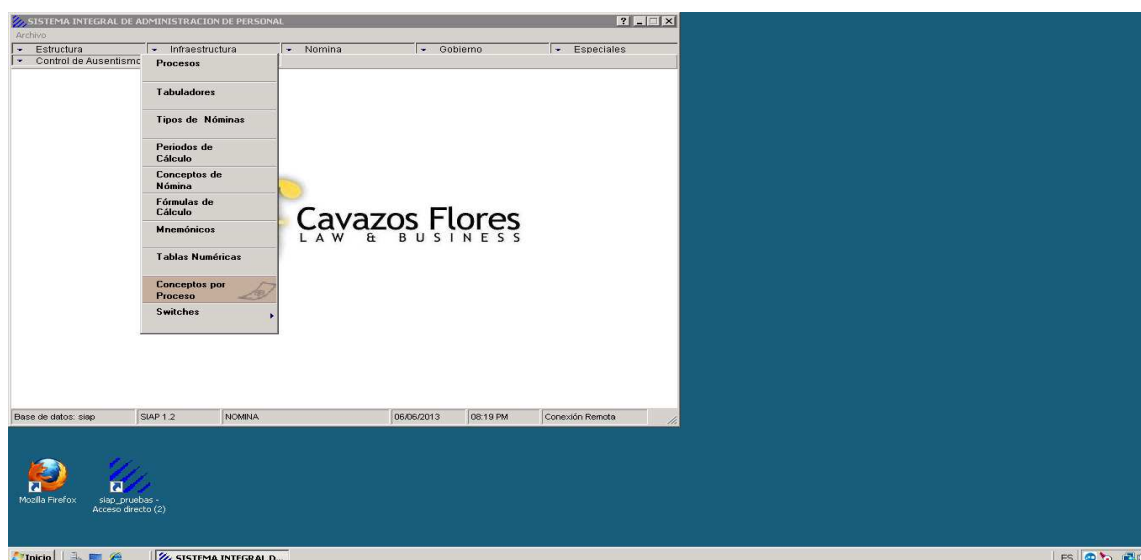 SISTEMA INTEGRAL DE ADMINISTRACION DE PERSONAL
Archivo
Estructura Infraestructura Nomina Gobierno Especiales
Control de Ausentismo
Procesos
Tabuladores
Tipos de Nóminas
Periodos de
Cálculo
Conceptos de
Nómina
Fórmulas de
Cálculo
Mnemónicos
Tablas Numéricas
Conceptos por
Proceso
Switches
Cavazos Flores
LAW & BUSINESS
Base de datos: siap SIAP 1.2 NOMINA 06/06/2013 08:19 PM Conexión Remota
Mozilla Firefox
siap_pruebas -
Acceso directo (2)
Inicio SISTEMA INTEGRAL D... ES